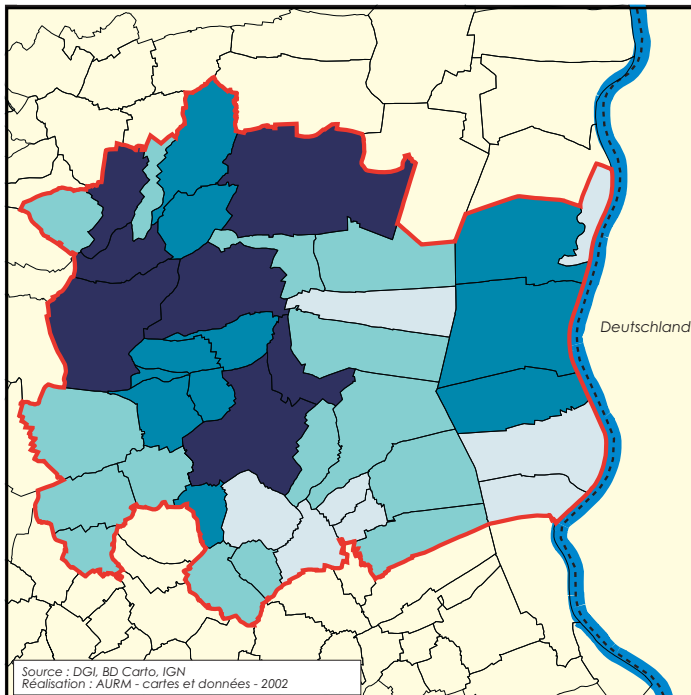 Deutschland
Source : DGI, BD Carto, IGN
Réalisation : AURM - cartes et données - 2002